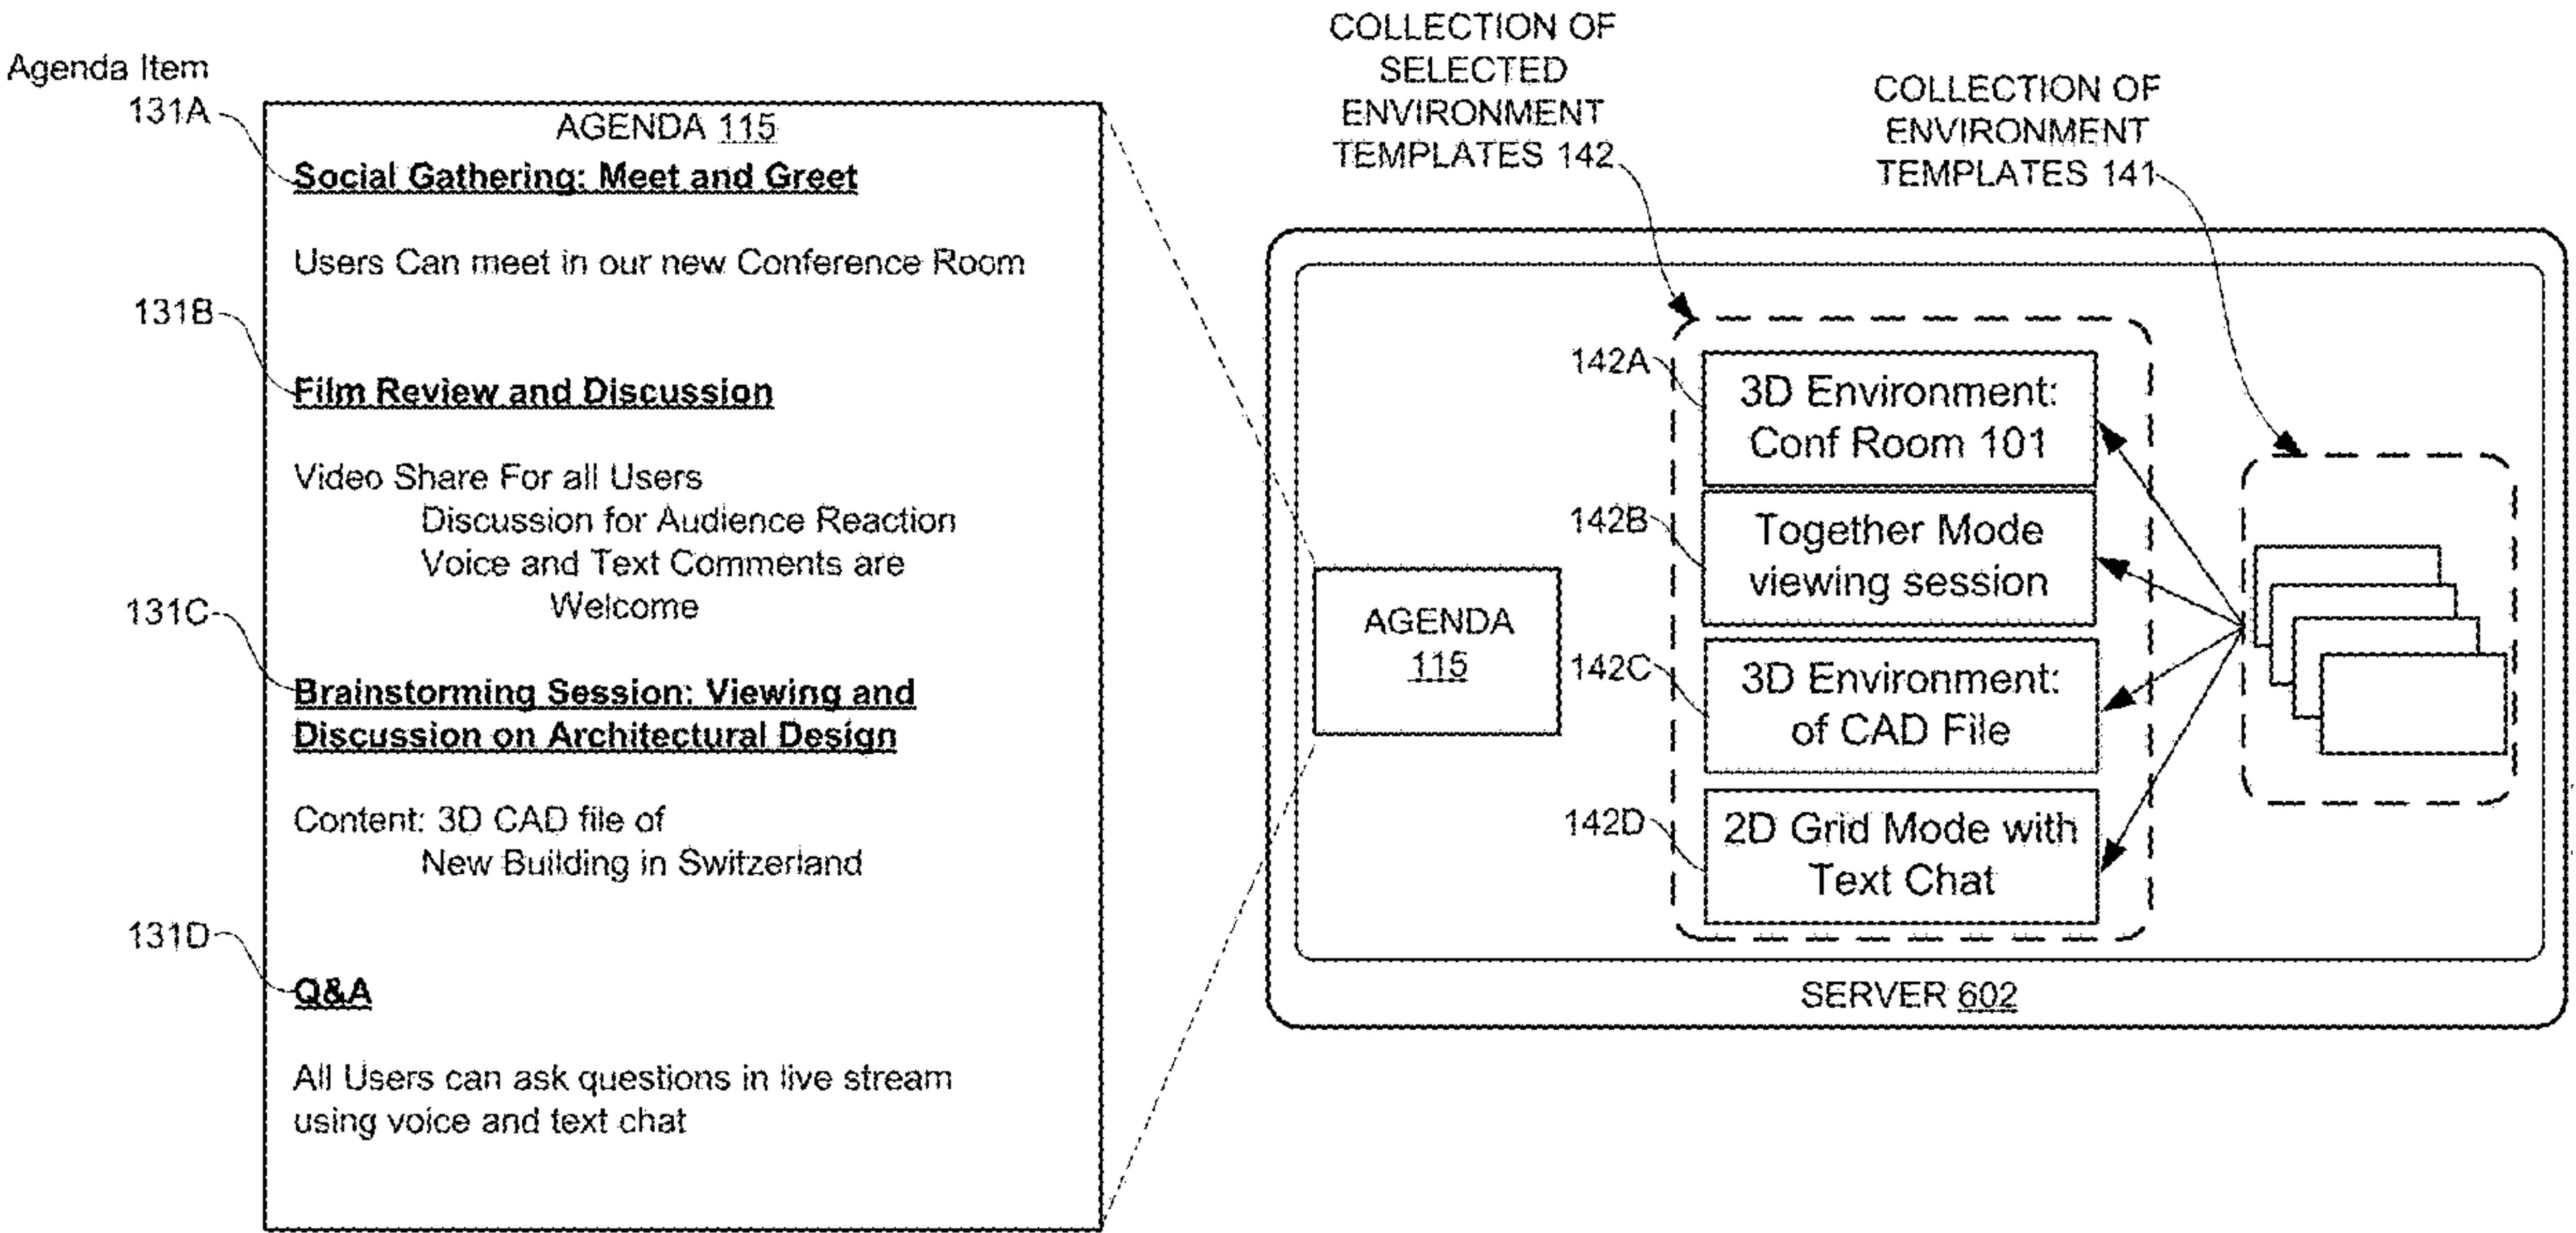 Agenda Item
131A
AGENDA 115
Social Gathering: Meet and Greet
Users Can meet in our new Conference Room
131B
Film Review and Discussion
Video Share For all Users
Discussion for Audience Reaction
Voice and Text Comments are
Welcome
131C
Brainstorming Session: Viewing and
Discussion on Architectural Design
Content: 3D CAD file of
New Building in Switzerland
131D
Q&A
All Users can ask questions in live stream
using voice and text chat
COLLECTION OF
SELECTED
ENVIRONMENT
TEMPLATES 142
COLLECTION OF
ENVIRONMENT
TEMPLATES 141
AGENDA
115
142A
3D Environment:
Conf Room 101
142B
Together Mode
viewing session
142C
3D Environment:
of CAD File
142D
2D Grid Mode with
Text Chat
SERVER 602